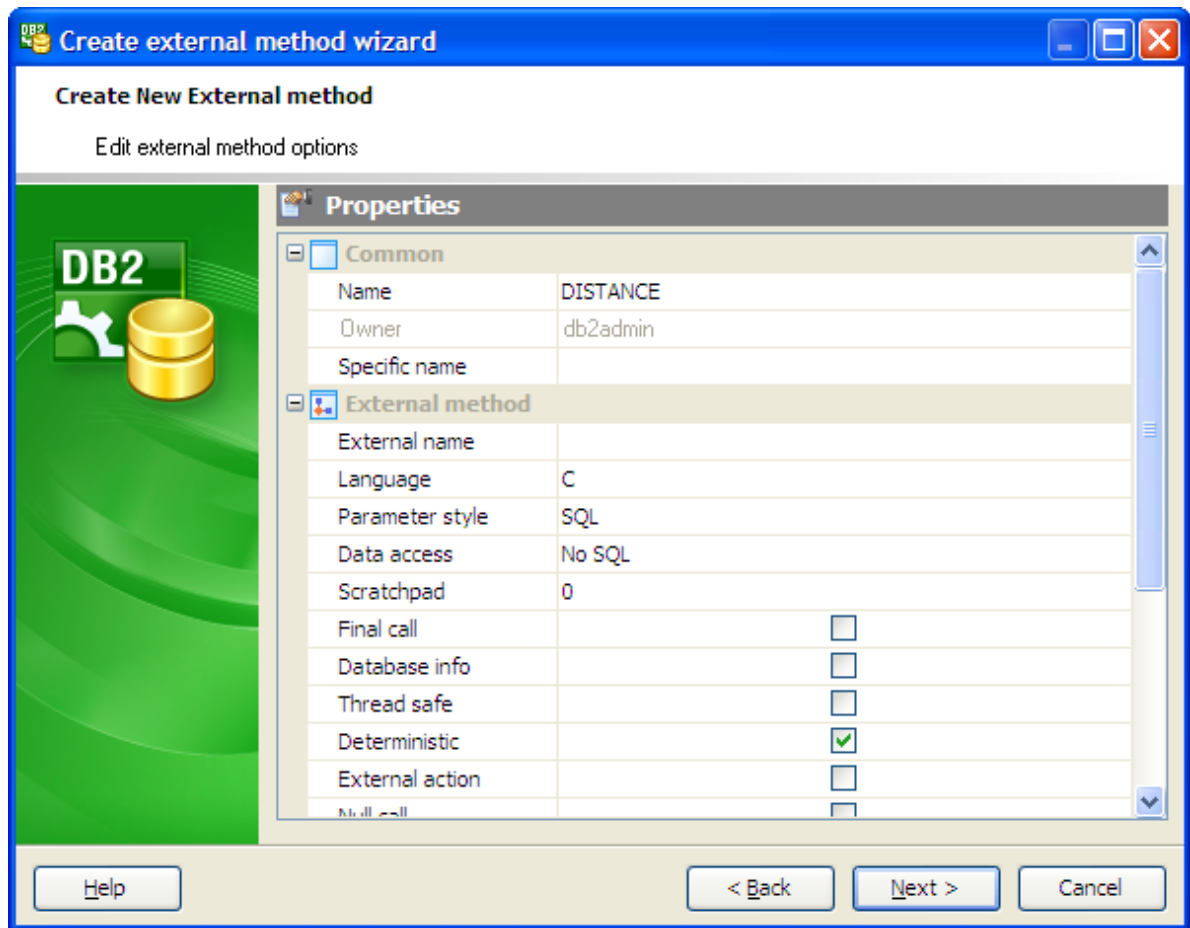 Create external method wizard
Create New External method
Edit external method options
DB2
Properties
Common
Name DISTANCE
Owner db2admin
Specific name
External method
External name
Language C
Parameter style SQL
Data access No SQL
Scratchpad 0
Final call
Database info
Thread safe
Deterministic
External action
Null call
Help < Back Next > Cancel